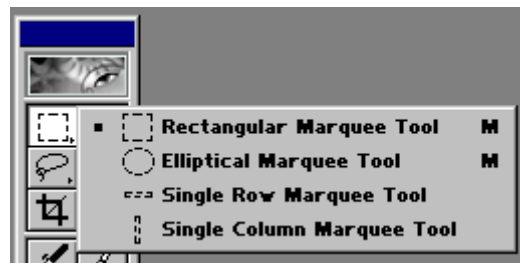 Rectangular Marquee Tool M
Elliptical Marquee Tool M
Single Row Marquee Tool
Single Column Marquee Tool